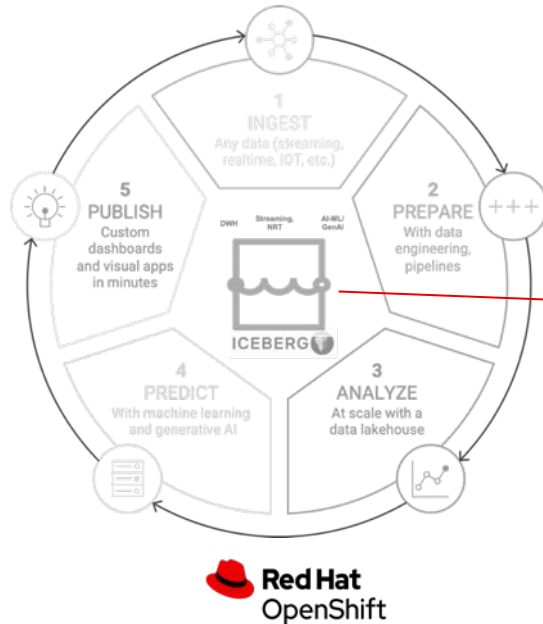 1
INGEST
Any data (streaming,
realtime, IOT, etc.)
2
PREPARE
With data
engineering,
pipelines
3
ANALYZE
At scale with a
data lakehouse
4
PREDICT
With machine learning
and generative AI
5
PUBLISH
Custom
dashboards
and visual apps
in minutes
DWH
Streaming,
NRT
AI-ML/
GenAI
ICEBERG
+++
Red Hat
OpenShift